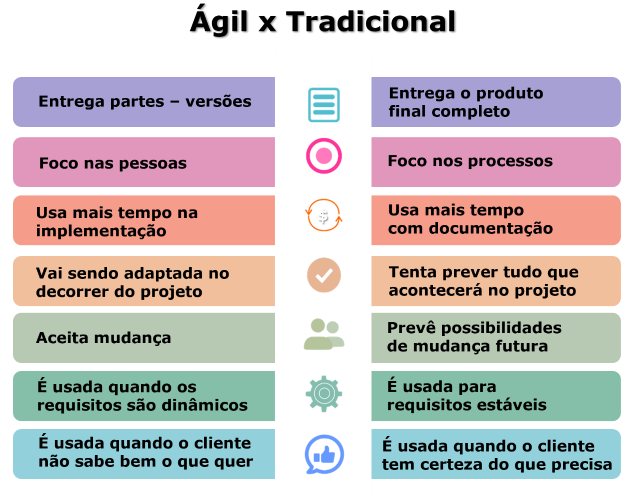 Ágil x Tradicional
Entrega partes – versões
Entrega o produto
final completo
Foco nas pessoas
Foco nos processos
Usa mais tempo na
implementação
Usa mais tempo
com documentação
$
Vai sendo adaptada no
decorrer do projeto
Tenta prever tudo que
acontecerá no projeto
Aceita mudança
Prevê possibilidades
de mudança futura
É usada quando os
requisitos são dinâmicos
É usada para
requisitos estáveis
É usada quando o cliente
não sabe bem o que quer
É usada quando o cliente
tem certeza do que precisa